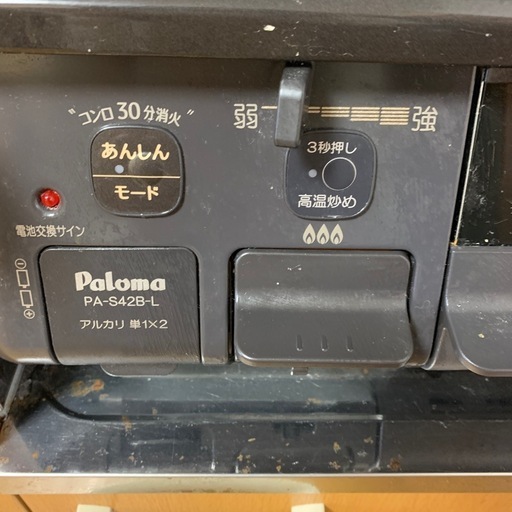 "コンロ30分消火"
あんしん
モード
弱 強
3秒押し
高温炒め
電池交換サイン
Paloma
PA-S42B-L
アルカリ 単1×2